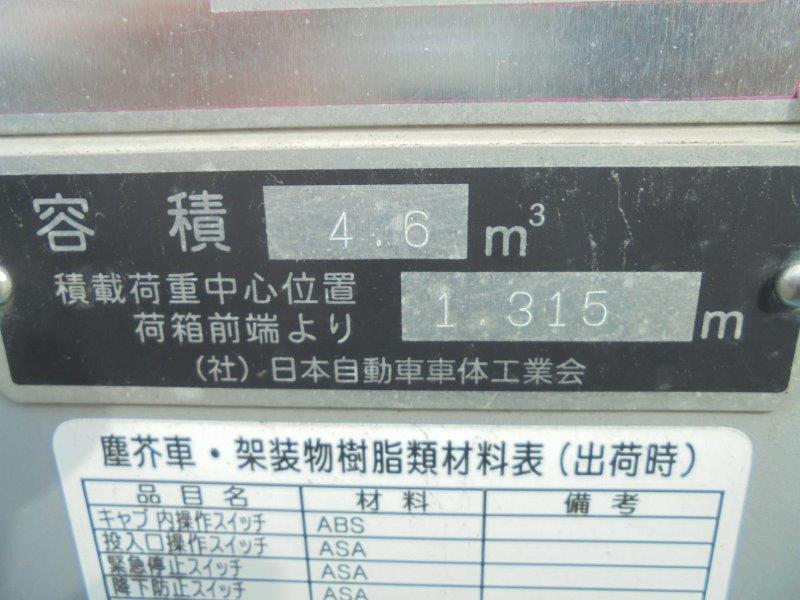 容積 4.6 m³
積載荷重中心位置
荷箱前端より 1 315 m
(社)日本自動車車体工業会
塵芥車・架装物樹脂類材料表(出荷時)
品目名 材料 備考
キャブ内操作スイッチ ABS
投入口操作スイッチ ASA
緊急停止スイッチ ASA
降下防止スイッチ ASA